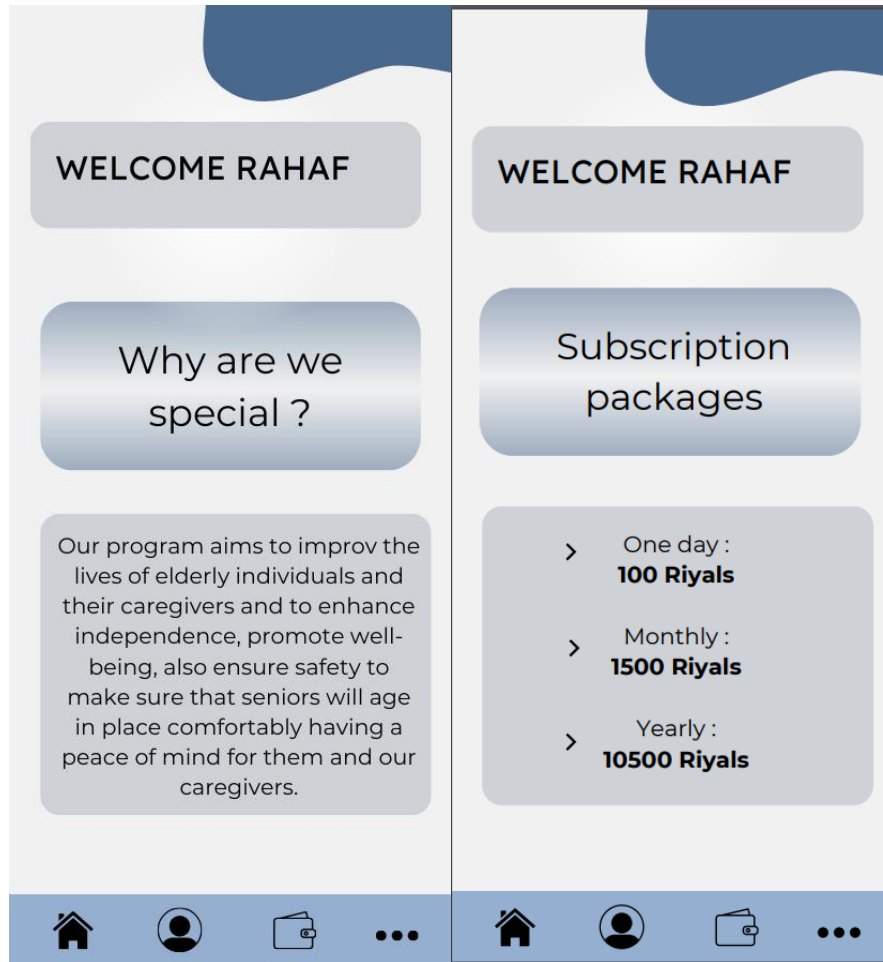 WELCOME RAHAF
Why are we
special ?
Our program aims to improv the
lives of elderly individuals and
their caregivers and to enhance
independence, promote well-
being, also ensure safety to
make sure that seniors will age
in place comfortably having a
peace of mind for them and our
caregivers.
WELCOME RAHAF
Subscription
packages
One day :
100 Riyals
Monthly :
1500 Riyals
Yearly :
10500 Riyals